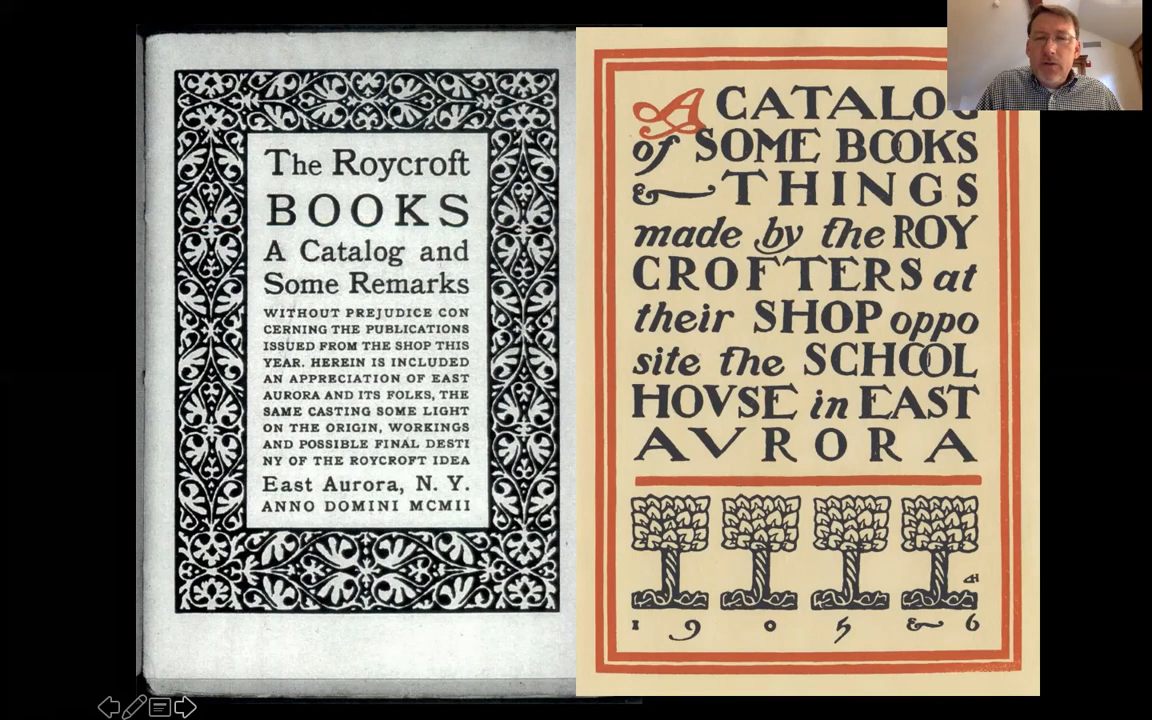 The Roycroft
BOOKS
A Catalog and
Some Remarks
WITHOUT PREJUDICE CON
CERNING THE PUBLICATIONS
ISSUED FROM THE SHOP THIS
YEAR. HEREIN IS INCLUDED
AN APPRECIATION OF EAST
AURORA AND ITS FOLKS, THE
SAME CASTING SOME LIGHT
ON THE ORIGIN, WORKINGS
AND POSSIBLE FINAL DESTI
NY OF THE ROYCROFT IDEA
East Aurora, N. Y.
ANNO DOMINI MCMII
A CATALOG
of SOME BOOKS
& THINGS
made by the ROY
CROFTERS at
their SHOP oppo
site the SCHOOL
HOVSE in EAST
AVRORA
1905 & 6